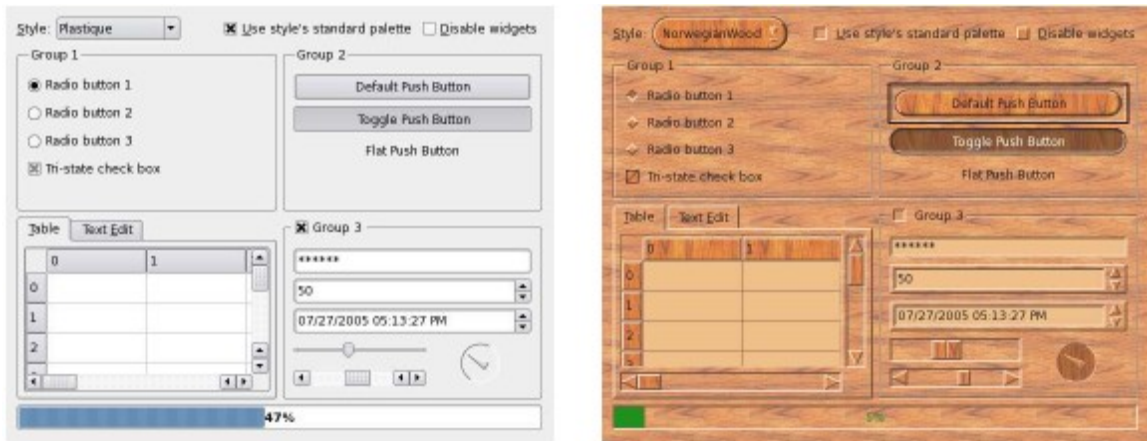 Style: Plastique
Use style's standard palette
Disable widgets
Group 1
Radio button 1
Radio button 2
Radio button 3
Tri-state check box
Group 2
Default Push Button
Toggle Push Button
Flat Push Button
Table
Text Edit
0 1
0
1
2
Group 3
******
50
07/27/2005 05:13:27 PM
47%
Style: NorwegianWood
Use style's standard palette
Disable widgets
Group 1
Radio button 1
Radio button 2
Radio button 3
Tri-state check box
Group 2
Default Push Button
Toggle Push Button
Flat Push Button
Table
Text Edit
0 1
0
1
2
Group 3
******
50
07/27/2005 05:13:27 PM